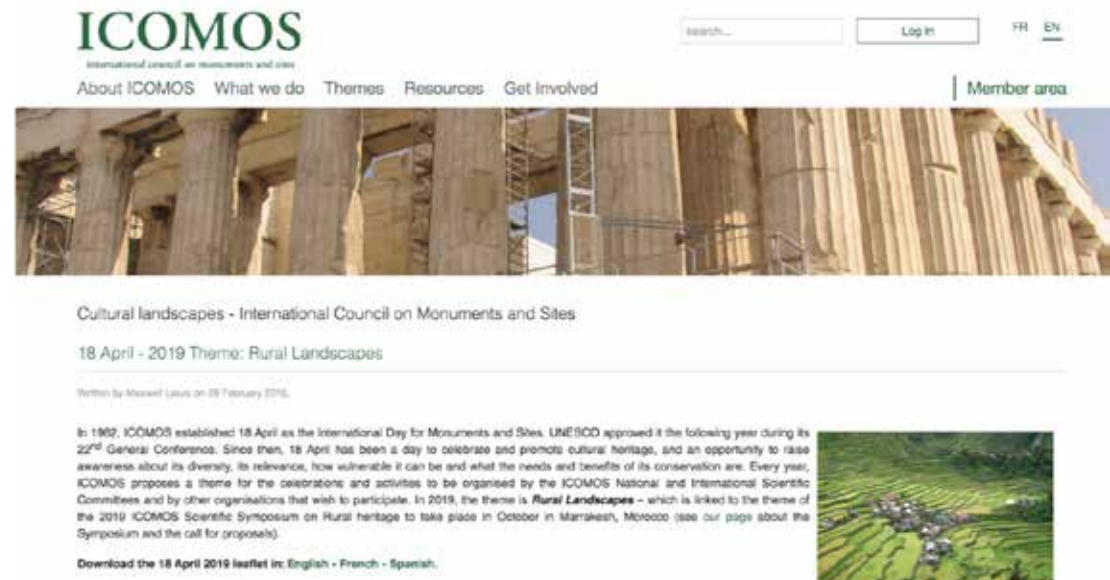 ICOMOS
international council on monuments and sites
search...
Log in
FR EN
About ICOMOS What we do Themes Resources Get Involved
Member area
Cultural landscapes - International Council on Monuments and Sites
18 April - 2019 Theme: Rural Landscapes
Written by Maxwell on February
In 1982, ICOMOS established 18 April as the International Day for Monuments and Sites. UNESCO approved it the following year during its
22nd General Conference. Since then, 18 April has been a day to celebrate and promote cultural heritage, and an opportunity to raise
awareness about its diversity, its relevance, how vulnerable it can be and what the needs and benefits of its conservation are. Every year,
ICOMOS proposes a theme for the celebrations and activities to be organised by the ICOMOS National and International Scientific
Committees and by other organisations that wish to participate. In 2019, the theme is Rural Landscapes – which is linked to the theme of
the 2019 ICOMOS Scientific Symposium on Rural heritage to take place in October in Marrakesh, Morocco (see our page about the
Symposium and the call for proposals).
Download the 18 April 2019 leaflet in: English - French - Spanish.